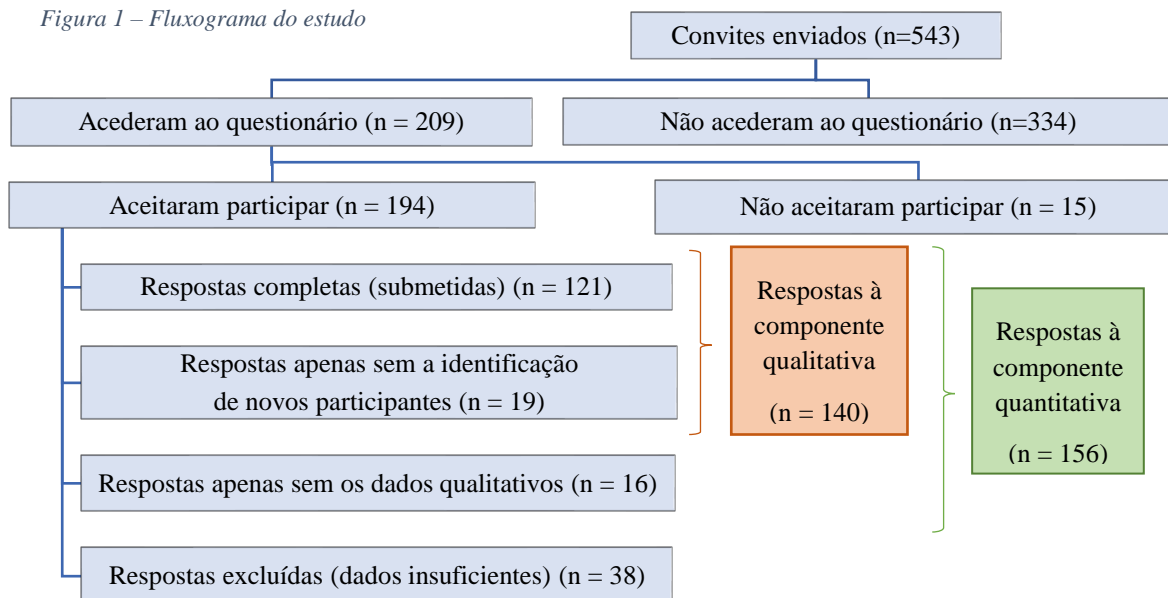 Figura 1 – Fluxograma do estudo
Convites enviados (n=543)
Acederam ao questionário (n = 209)
Não acederam ao questionário (n=334)
Aceitaram participar (n = 194)
Não aceitaram participar (n = 15)
Respostas completas (submetidas) (n = 121)
Respostas apenas sem a identificação
de novos participantes (n = 19)
Respostas apenas sem os dados qualitativos (n = 16)
Respostas excluídas (dados insuficientes) (n = 38)
Respostas à
componente
qualitativa
(n = 140)
Respostas à
componente
quantitativa
(n = 156)